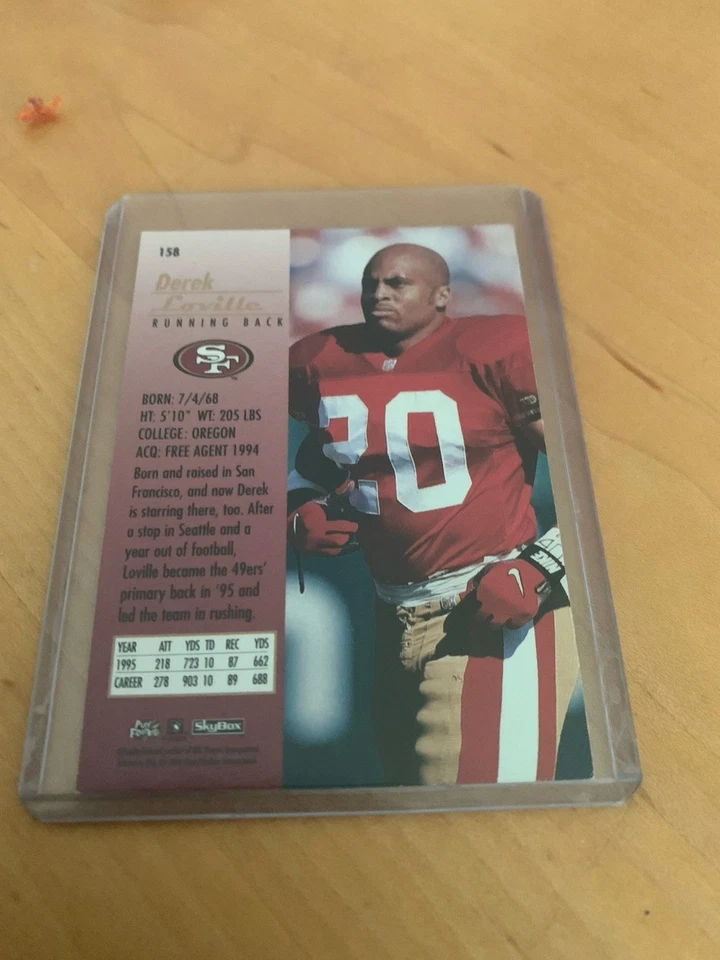 158
Derek
Loville
RUNNING BACK
SF
TM
BORN: 7/4/68
HT: 5'10" WT: 205 LBS
COLLEGE: OREGON
ACQ: FREE AGENT 1994
Born and raised in San
Francisco, and now Derek
is starring there, too. After
a stop in Seattle and a
year out of football,
Loville became the 49ers'
primary back in '95 and
led the team in rushing.
YEAR ATT YDS TD REC YDS
1995 218 723 10 87 662
CAREER 278 903 10 89 688
SkyBox
20
NIKE